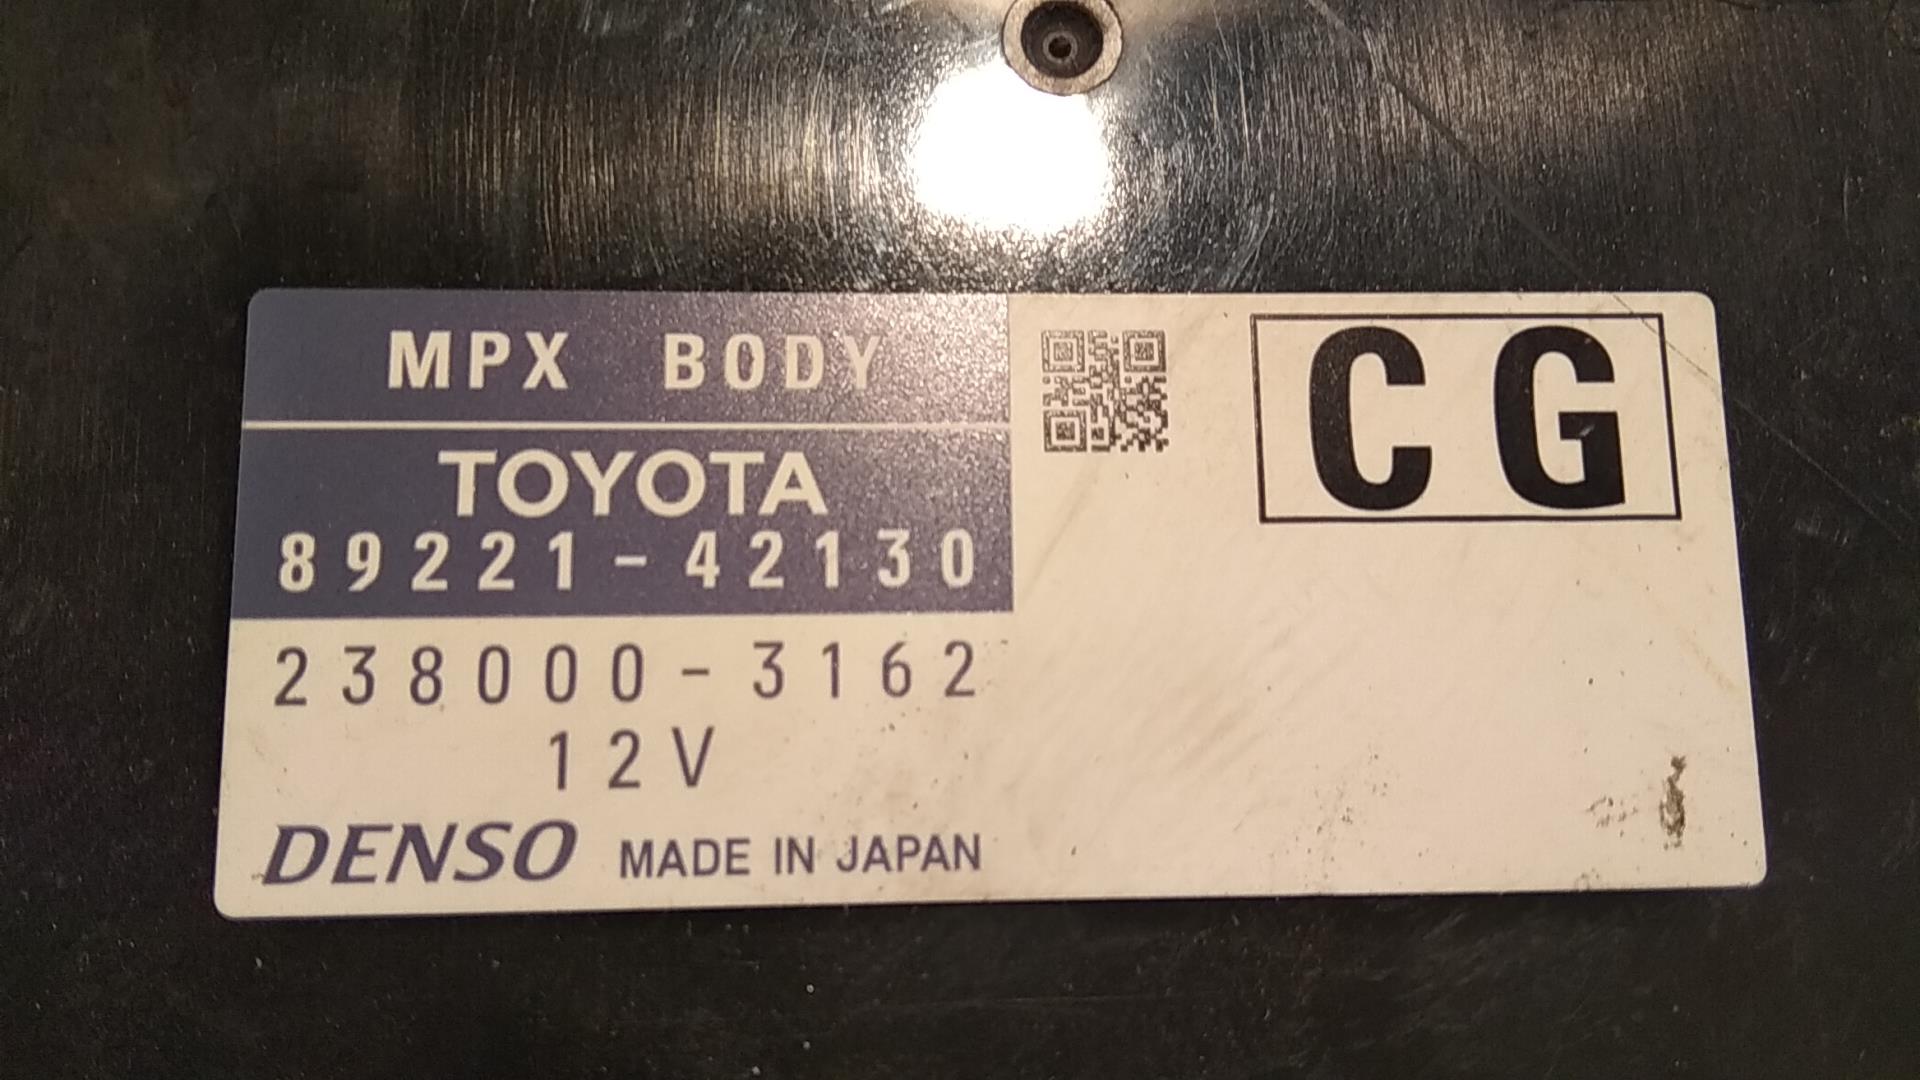 MPX BODY
TOYOTA
89221-42130
238000-3162
12V
DENSO MADE IN JAPAN
CG